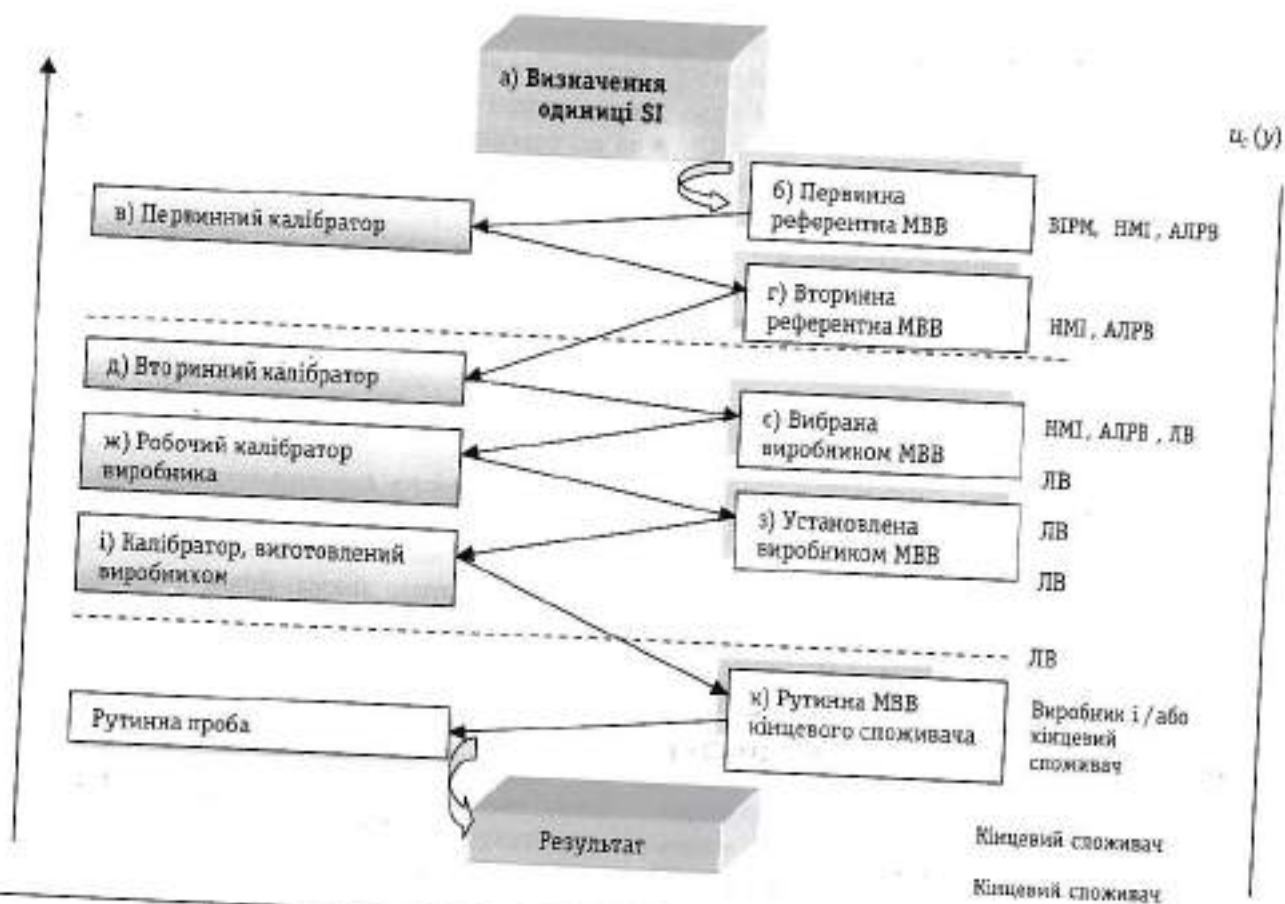 а) Визначення
одиниці SI
u_c (y)
б) Первинна
референтна МВВ
ВІРМ, НМІ, АЛРВ
в) Первинний калібратор
г) Вторинна
референтна МВВ
НМІ, АЛРВ
д) Вторинний калібратор
є) Вибрана
виробником МВВ
НМІ, АЛРВ, ЛВ
ж) Робочий калібратор
виробника
ЛВ
з) Установлена
виробником МВВ
ЛВ
і) Калібратор, виготовлений
виробником
ЛВ
ЛВ
к) Рутинна МВВ
кінцевого споживача
Виробник і/або
кінцевий
споживач
Рутинна проба
Результат
Кінцевий споживач
Кінцевий споживач